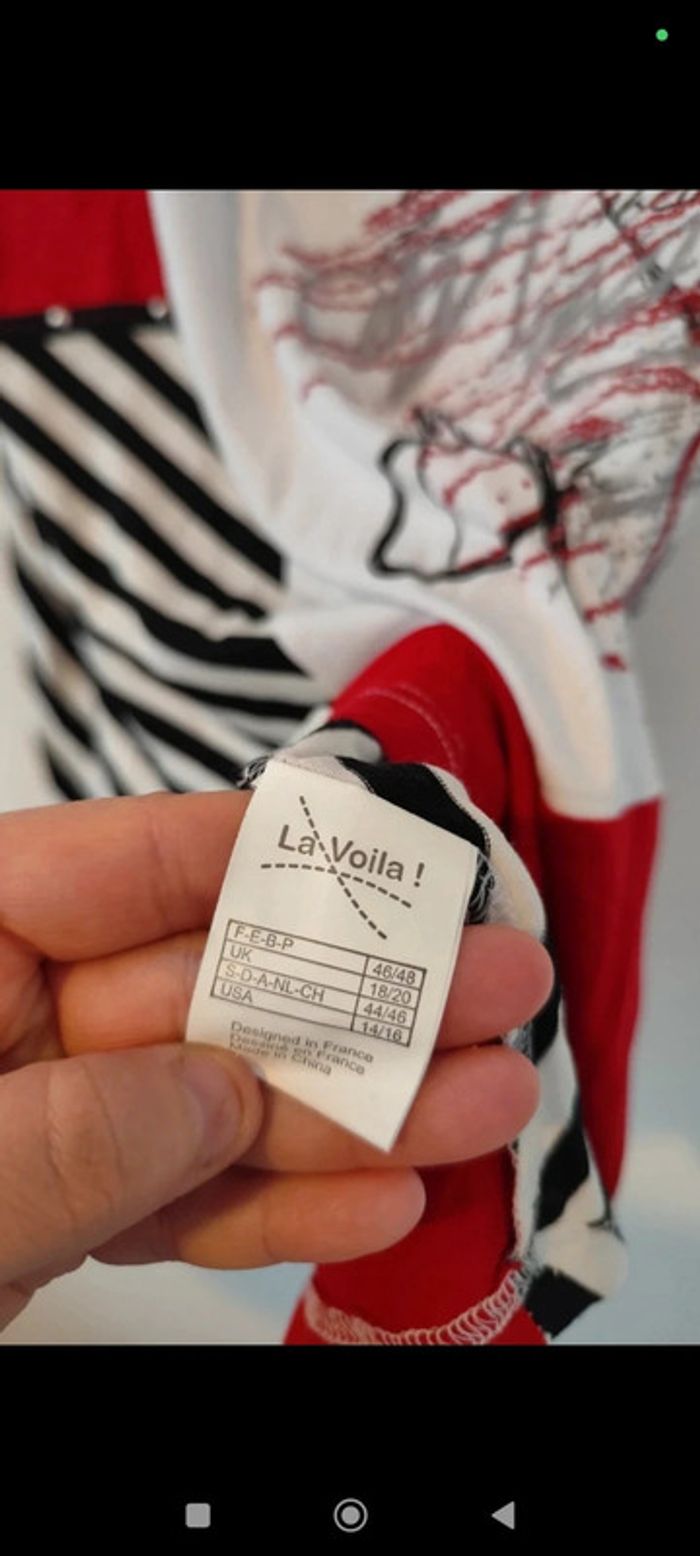 La Voila !
F-E-B-P 46/48
UK 18/20
S-D-A-NL-CH 44/46
USA 14/16
Designed in France
Dessiné en France
Made in China